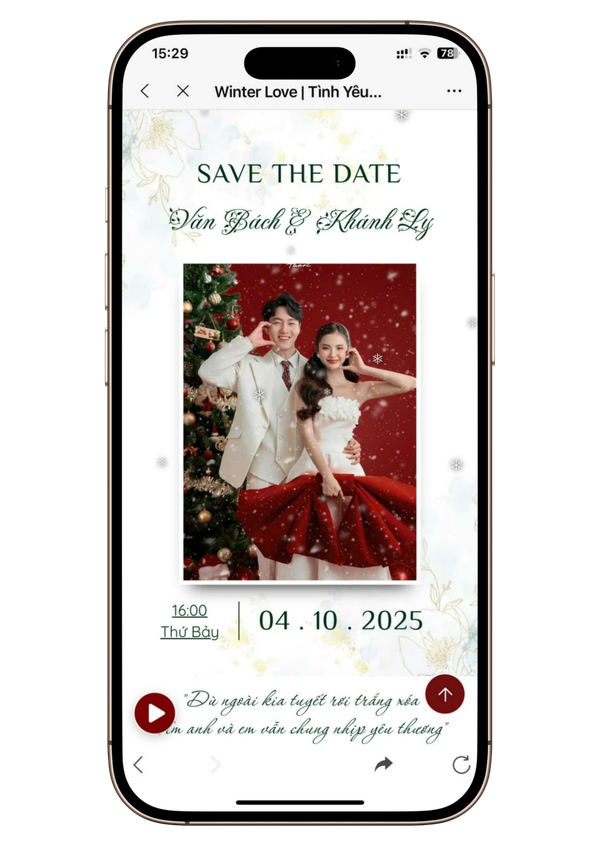 15:29
78
Winter Love | Tình Yêu...
SAVE THE DATE
Văn Bách & Khánh Ly
16:00
Thứ Bảy
04 . 10 . 2025
"Dù ngoài kia tuyết rơi trắng xóa
anh và em vẫn chung nhịp yêu thương"